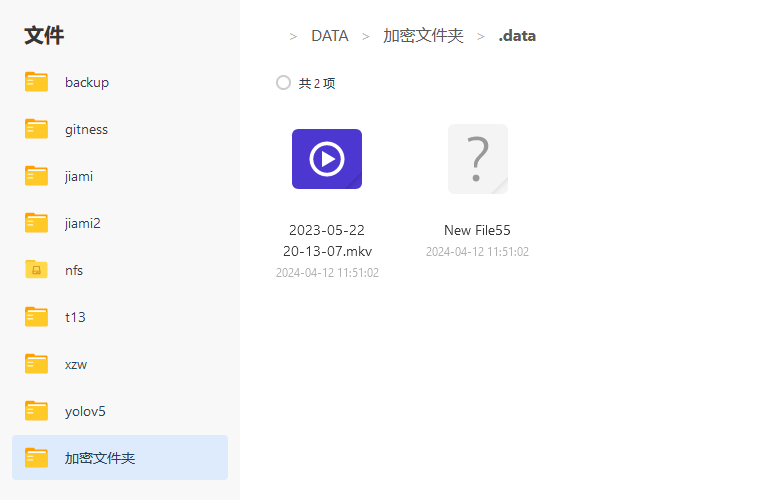 文件
backup
gitness
jiami
jiami2
nfs
t13
xzw
yolov5
加密文件夹
> DATA > 加密文件夹 > .data
共 2 项
2023-05-22
20-13-07.mkv
2024-04-12 11:51:02
New File55
2024-04-12 11:51:02